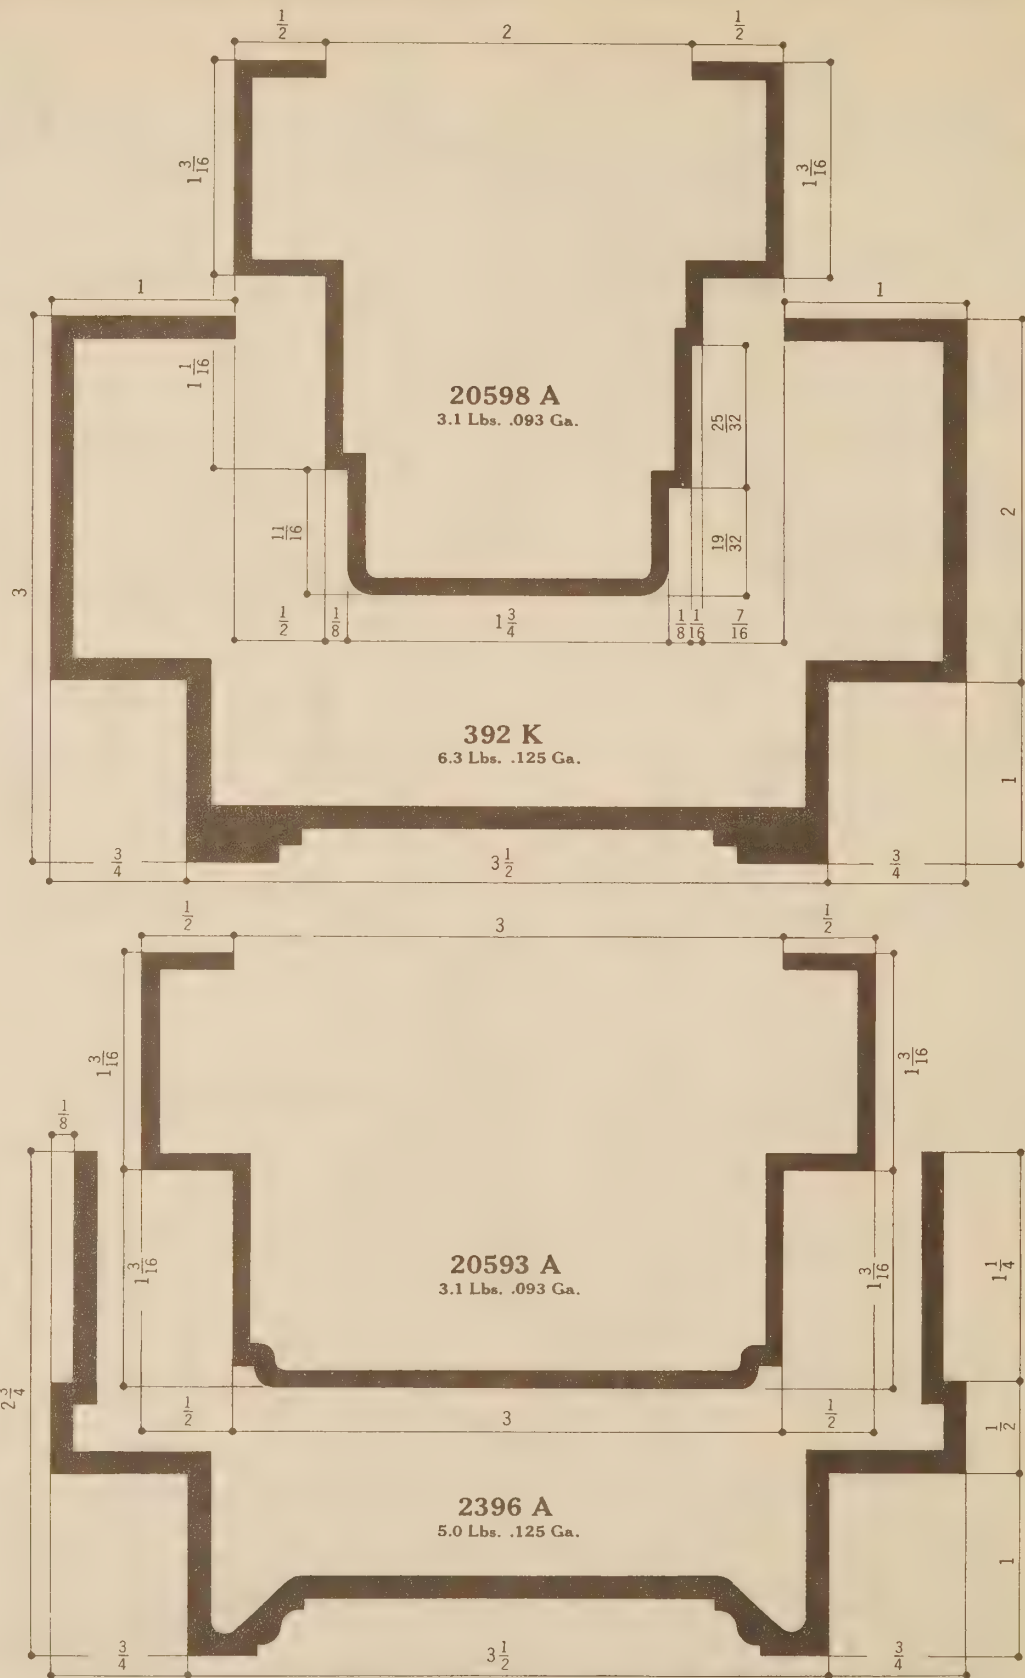 1/2 2 1/2
1 3/16 1 3/16
1 1
1 1/16
20598 A
3.1 Lbs. .093 Ga.
25/32
3 11/16 19/32 2
1/2 1/8 1 3/4 1/8 1/16 7/16
392 K
6.3 Lbs. .125 Ga.
1
3/4 3 1/2 3/4
1/2 3 1/2
1 3/16 1 3/16
1/8
1 3/16 1 3/16 1 1/4
20593 A
3.1 Lbs. .093 Ga.
2 3/4
1/2 3 1/2 1/2
2396 A
5.0 Lbs. .125 Ga.
1
3/4 3 1/2 3/4